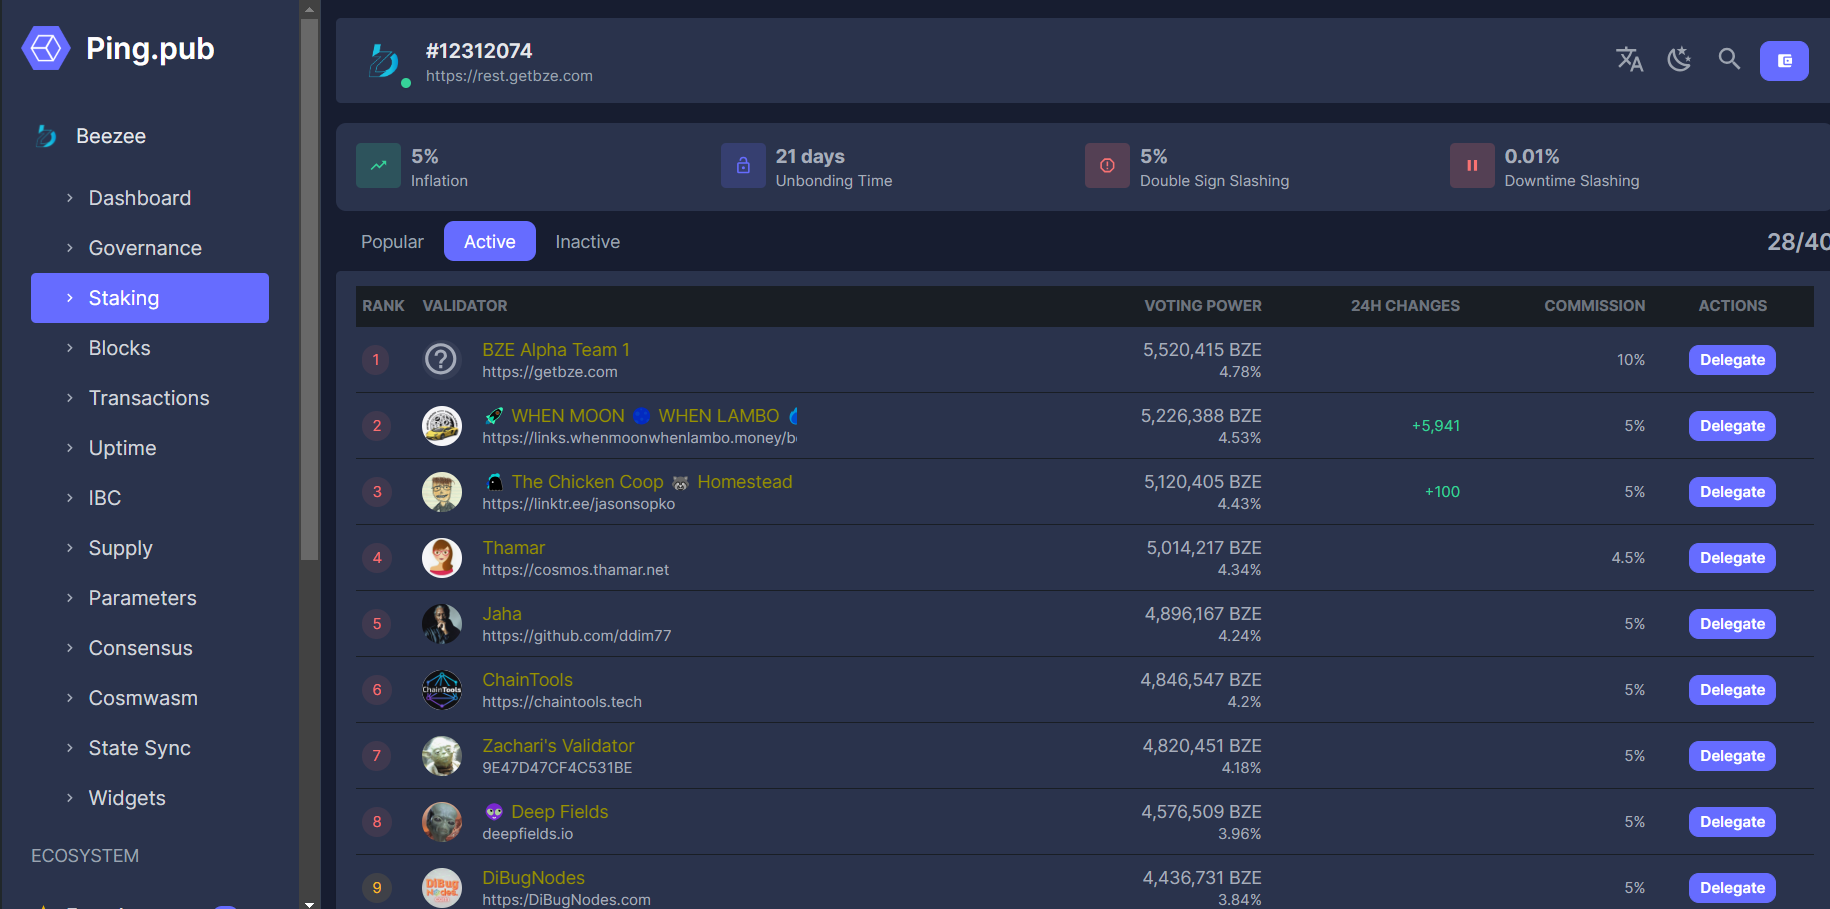 Ping.pub
Beezee
Dashboard
Governance
Staking
Blocks
Transactions
Uptime
IBC
Supply
Parameters
Consensus
Cosmwasm
State Sync
Widgets
ECOSYSTEM
#12312074
https://rest.getbze.com
5%
Inflation
21 days
Unbonding Time
5%
Double Sign Slashing
0.01%
Downtime Slashing
Popular Active Inactive 28/40
RANK VALIDATOR VOTING POWER 24H CHANGES COMMISSION ACTIONS
1 BZE Alpha Team 1 5,520,415 BZE 10% Delegate
https://getbze.com 4.78%
2 🚀 WHEN MOON 🌑 WHEN LAMBO 5,226,388 BZE +5,941 5% Delegate
https://links.whenmoonwhenlambo.money/b 4.53%
3 🐔 The Chicken Coop 🦝 Homestead 5,120,405 BZE +100 5% Delegate
https://linktr.ee/jasonsopko 4.43%
4 Thamar 5,014,217 BZE 4.5% Delegate
https://cosmos.thamar.net 4.34%
5 Jaha 4,896,167 BZE 5% Delegate
https://github.com/ddim77 4.24%
6 ChainTools ChainTools 4,846,547 BZE 5% Delegate
https://chaintools.tech 4.2%
7 Zachari's Validator 4,820,451 BZE 5% Delegate
9E47D47CF4C531BE 4.18%
8 Deep Fields 4,576,509 BZE 5% Delegate
deepfields.io 3.96%
9 DiBug Nodes DiBugNodes 4,436,731 BZE 5% Delegate
https:/DiBugNodes.com 3.84%